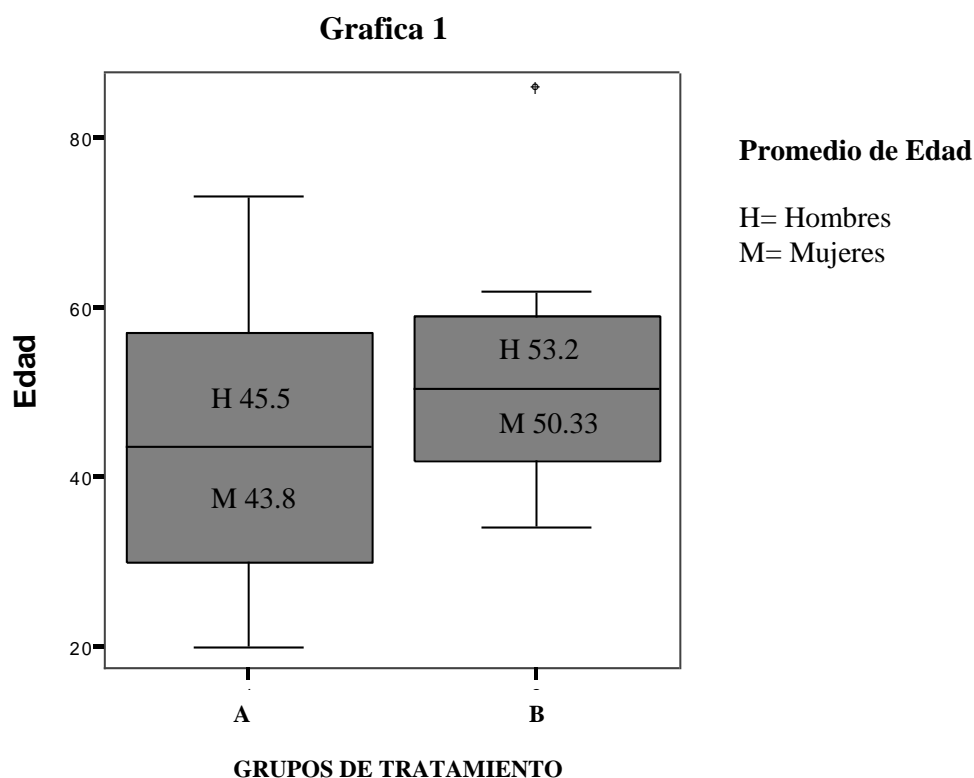 Grafica 1
80
60
40
20
Edad
H 45.5
M 43.8
H 53.2
M 50.33
A
B
GRUPOS DE TRATAMIENTO
Promedio de Edad
H= Hombres
M= Mujeres